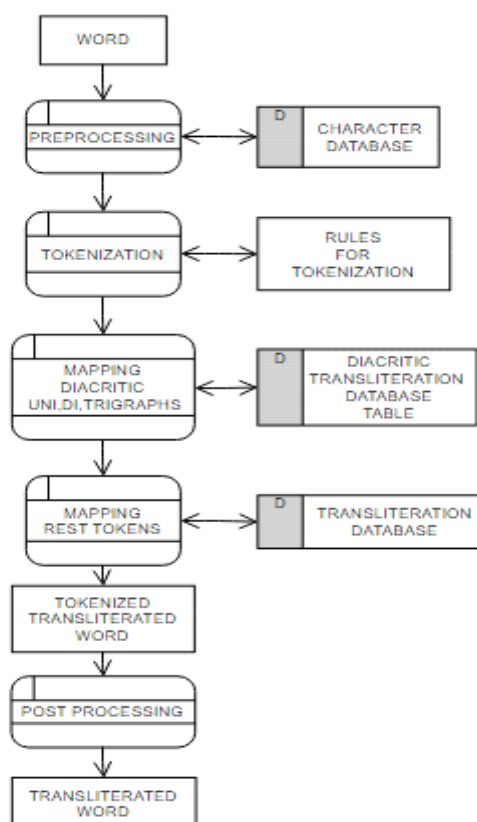 WORD
PREPROCESSING
D
CHARACTER
DATABASE
TOKENIZATION
RULES
FOR
TOKENIZATION
MAPPING
DIACRITIC
UNI,DI,TRIGRAPHS
D
DIACRITIC
TRANSLITERATION
DATABASE
TABLE
MAPPING
REST TOKENS
D
TRANSLITERATION
DATABASE
TOKENIZED
TRANSLITERATED
WORD
POST PROCESSING
TRANSLITERATED
WORD